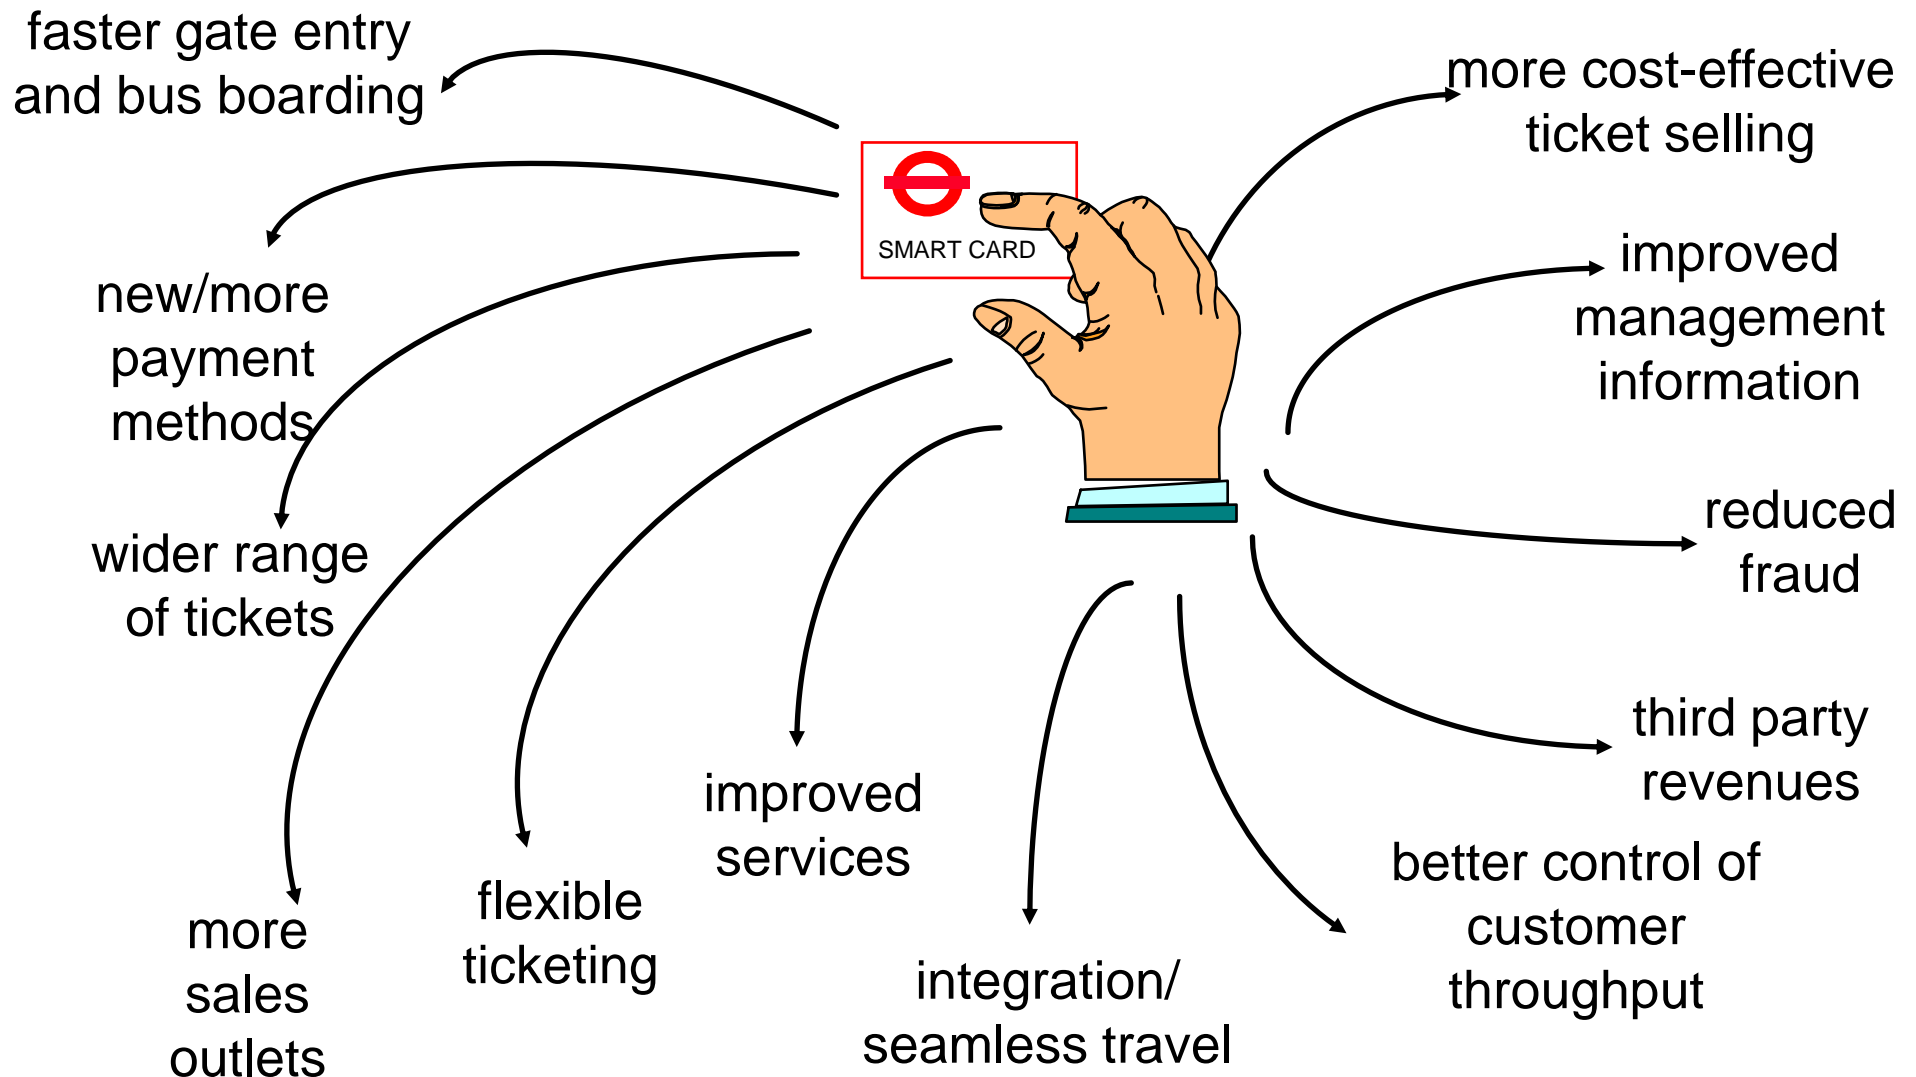 faster gate entry
and bus boarding
new/more
payment
methods
wider range
of tickets
more
sales
outlets
flexible
ticketing
improved
services
integration/
seamless travel
better control of
customer
throughput
third party
revenues
reduced
fraud
improved
management
information
more cost-effective
ticket selling
SMART CARD